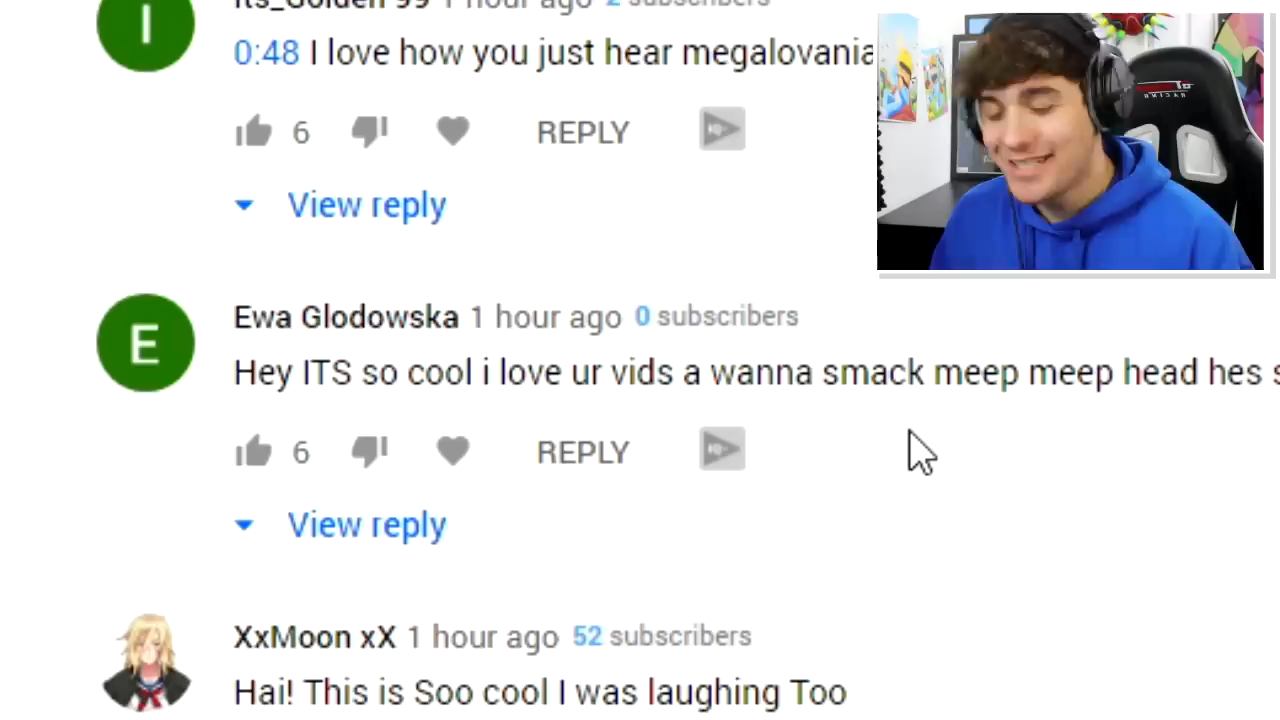 Its_Golden 99 1 hour ago 2 subscribers
0:48 I love how you just hear megalovania
6 REPLY
View reply
E
Ewa Glodowska 1 hour ago 0 subscribers
Hey ITS so cool i love ur vids a wanna smack meep meep head hes s
6 REPLY
View reply
XxMoon xX 1 hour ago 52 subscribers
Hai! This is Soo cool I was laughing Too